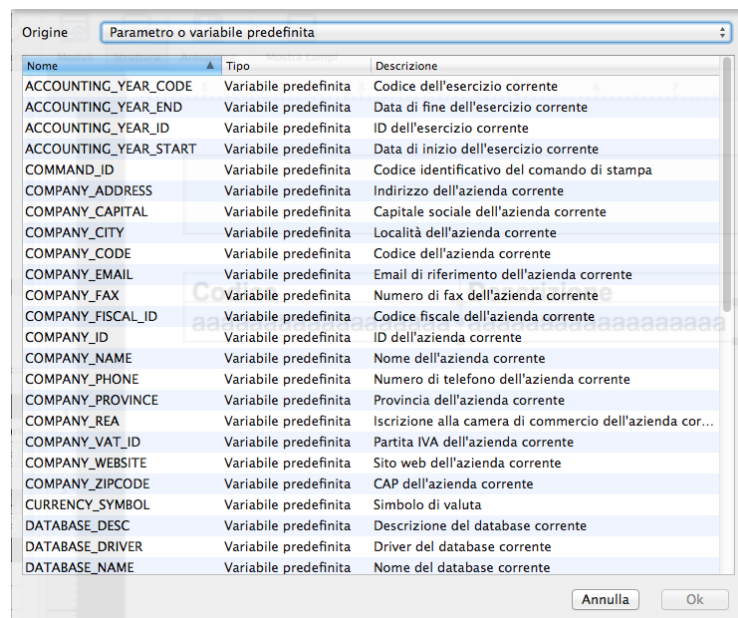 Origine Parametro o variabile predefinita
Nome Tipo Descrizione
ACCOUNTING_YEAR_CODE Variabile predefinita Codice dell'esercizio corrente
ACCOUNTING_YEAR_END Variabile predefinita Data di fine dell'esercizio corrente
ACCOUNTING_YEAR_ID Variabile predefinita ID dell'esercizio corrente
ACCOUNTING_YEAR_START Variabile predefinita Data di inizio dell'esercizio corrente
COMMAND_ID Variabile predefinita Codice identificativo del comando di stampa
COMPANY_ADDRESS Variabile predefinita Indirizzo dell'azienda corrente
COMPANY_CAPITAL Variabile predefinita Capitale sociale dell'azienda corrente
COMPANY_CITY Variabile predefinita Località dell'azienda corrente
COMPANY_CODE Variabile predefinita Codice dell'azienda corrente
COMPANY_EMAIL Variabile predefinita Email di riferimento dell'azienda corrente
COMPANY_FAX Variabile predefinita Numero di fax dell'azienda corrente
COMPANY_FISCAL_ID Variabile predefinita Codice fiscale dell'azienda corrente
COMPANY_ID Variabile predefinita ID dell'azienda corrente
COMPANY_NAME Variabile predefinita Nome dell'azienda corrente
COMPANY_PHONE Variabile predefinita Numero di telefono dell'azienda corrente
COMPANY_PROVINCE Variabile predefinita Provincia dell'azienda corrente
COMPANY_REA Variabile predefinita Iscrizione alla camera di commercio dell'azienda cor...
COMPANY_VAT_ID Variabile predefinita Partita IVA dell'azienda corrente
COMPANY_WEBSITE Variabile predefinita Sito web dell'azienda corrente
COMPANY_ZIPCODE Variabile predefinita CAP dell'azienda corrente
CURRENCY_SYMBOL Variabile predefinita Simbolo di valuta
DATABASE_DESC Variabile predefinita Descrizione del database corrente
DATABASE_DRIVER Variabile predefinita Driver del database corrente
DATABASE_NAME Variabile predefinita Nome del database corrente
Annulla Ok